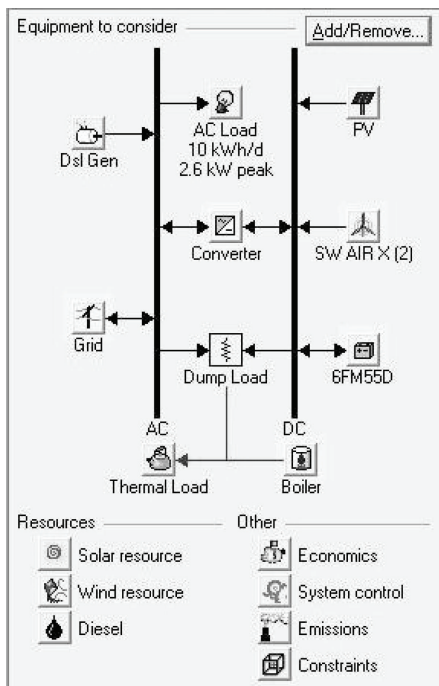 Equipment to consider
Add/Remove...
AC Load
10 kWh/d
2.6 kW peak
PV
Dsl Gen
Converter
SW AIR X (2)
Grid
Dump Load
6FM55D
AC
DC
Thermal Load
Boiler
Resources
Other
Solar resource
Economics
Wind resource
System control
Diesel
Emissions
Constraints